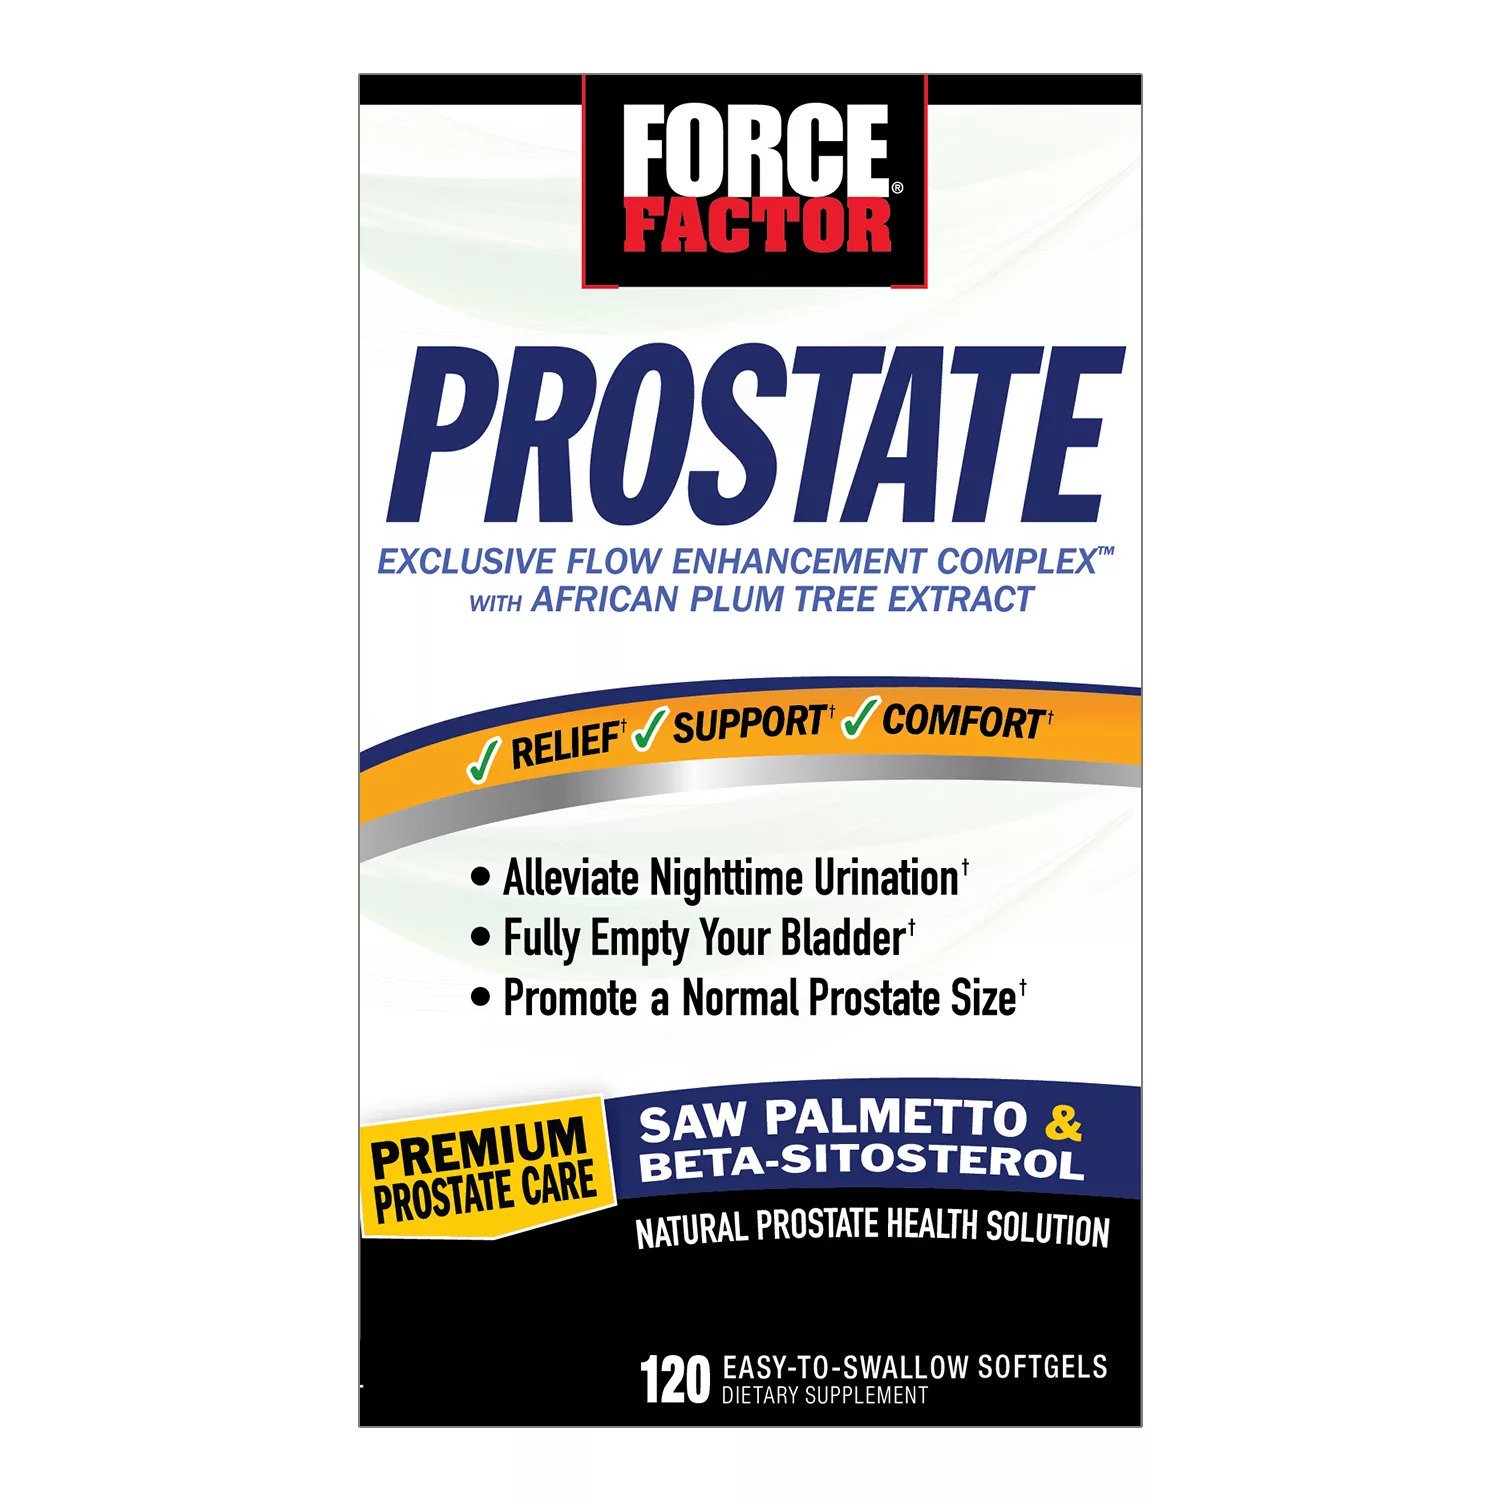 FORCE
FACTOR®
PROSTATE
EXCLUSIVE FLOW ENHANCEMENT COMPLEX™
WITH AFRICAN PLUM TREE EXTRACT
✓ RELIEF† ✓ SUPPORT† ✓ COMFORT†
• Alleviate Nighttime Urination†
• Fully Empty Your Bladder†
• Promote a Normal Prostate Size†
PREMIUM
PROSTATE CARE
SAW PALMETTO &
BETA-SITOSTEROL
NATURAL PROSTATE HEALTH SOLUTION
120 EASY-TO-SWALLOW SOFTGELS
DIETARY SUPPLEMENT